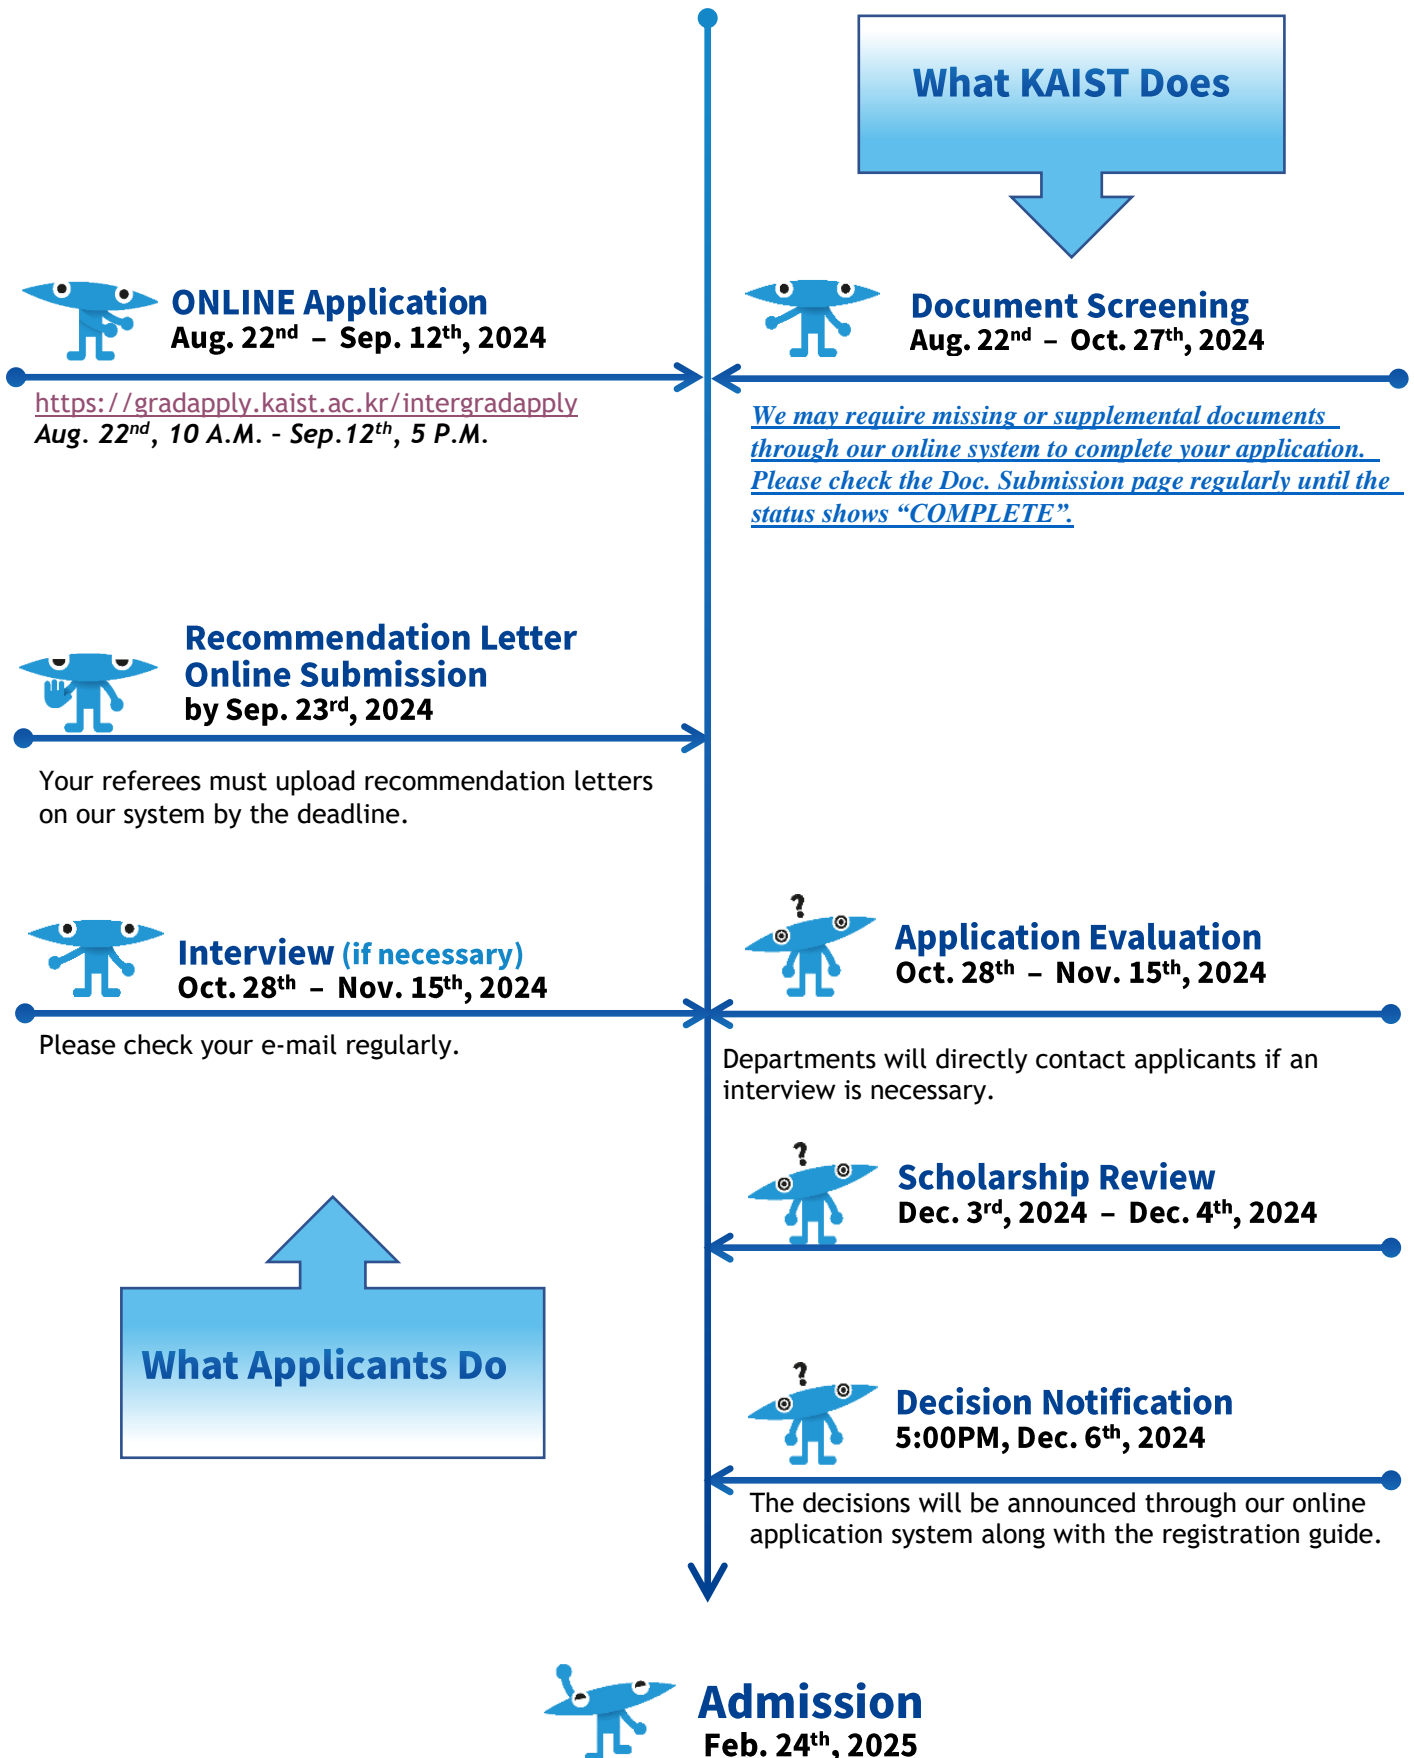 What KAIST Does
ONLINE Application
Aug. 22nd – Sep. 12th, 2024
https://gradapply.kaist.ac.kr/intergradapply
Aug. 22nd, 10 A.M. – Sep.12th, 5 P.M.
Document Screening
Aug. 22nd – Oct. 27th, 2024
We may require missing or supplemental documents
through our online system to complete your application.
Please check the Doc. Submission page regularly until the
status shows “COMPLETE”.
Recommendation Letter
Online Submission
by Sep. 23rd, 2024
Your referees must upload recommendation letters
on our system by the deadline.
Interview (if necessary)
Oct. 28th – Nov. 15th, 2024
Please check your e-mail regularly.
?
Application Evaluation
Oct. 28th – Nov. 15th, 2024
Departments will directly contact applicants if an
interview is necessary.
?
Scholarship Review
Dec. 3rd, 2024 – Dec. 4th, 2024
What Applicants Do
?
Decision Notification
5:00PM, Dec. 6th, 2024
The decisions will be announced through our online
application system along with the registration guide.
Admission
Feb. 24th, 2025